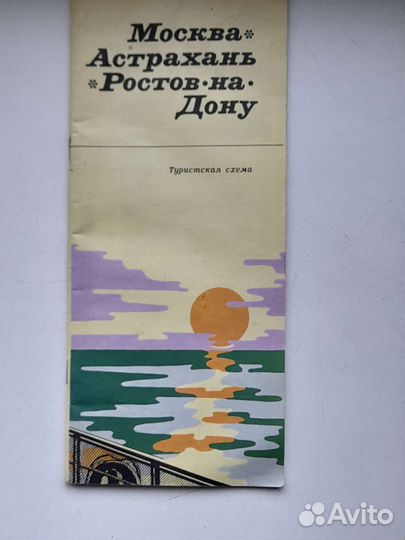 Москва*
Астрахань
*Ростов·на·
Дону
Туристская схема
Avito